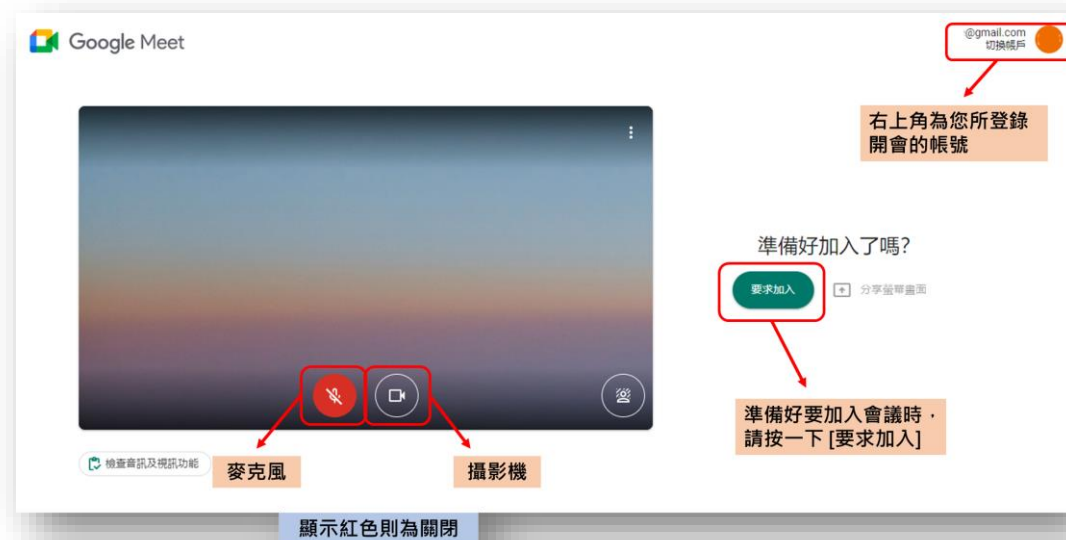 Google Meet
@gmail.com
切換帳戶
右上角為您所登錄
開會的帳號
準備好加入了嗎?
要求加入
分享螢幕畫面
準備好要加入會議時，
請按一下 [要求加入]
檢查音訊及視訊功能
麥克風
攝影機
顯示紅色則為關閉